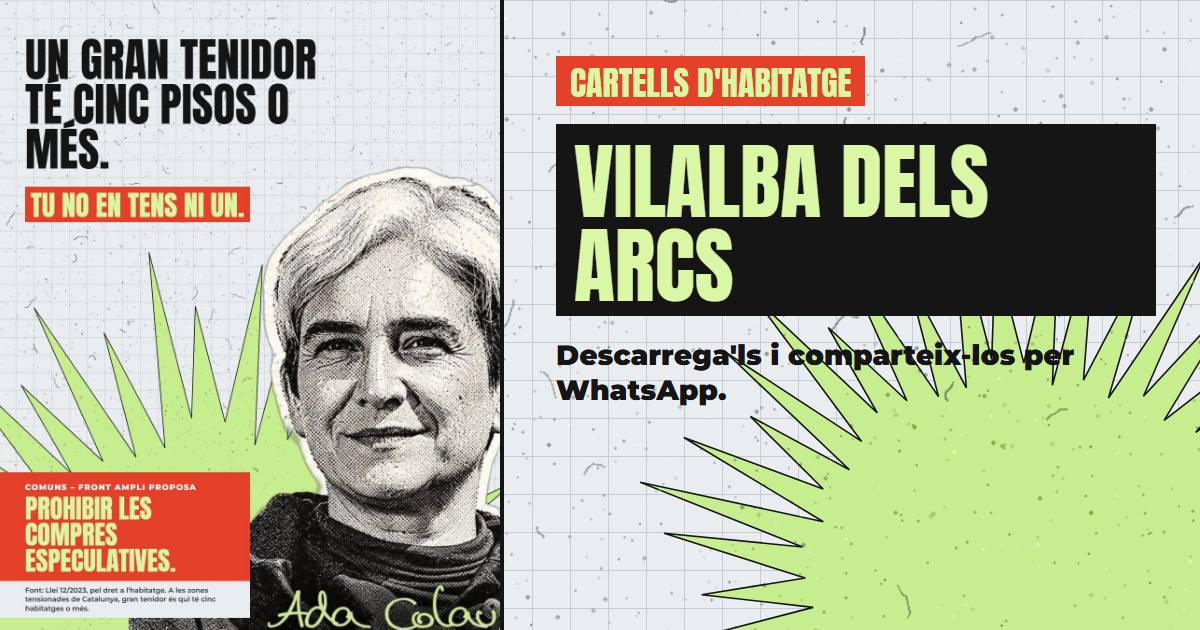 UN GRAN TENIDOR
TÉ CINC PISOS O
MÉS.
TU NO EN TENS NI UN.
COMUNS – FRONT AMPLI PROPOSA
PROHIBIR LES
COMPRES
ESPECULATIVES.
Font: Llei 12/2023, pel dret a l'habitatge. A les zones
tensionades de Catalunya, gran tenidor és qui té cinc
habitatges o més.
Ada Colau
CARTELLS D'HABITATGE
VILALBA DELS
ARCS
Descarrega'ls i comparteix-los per
WhatsApp.